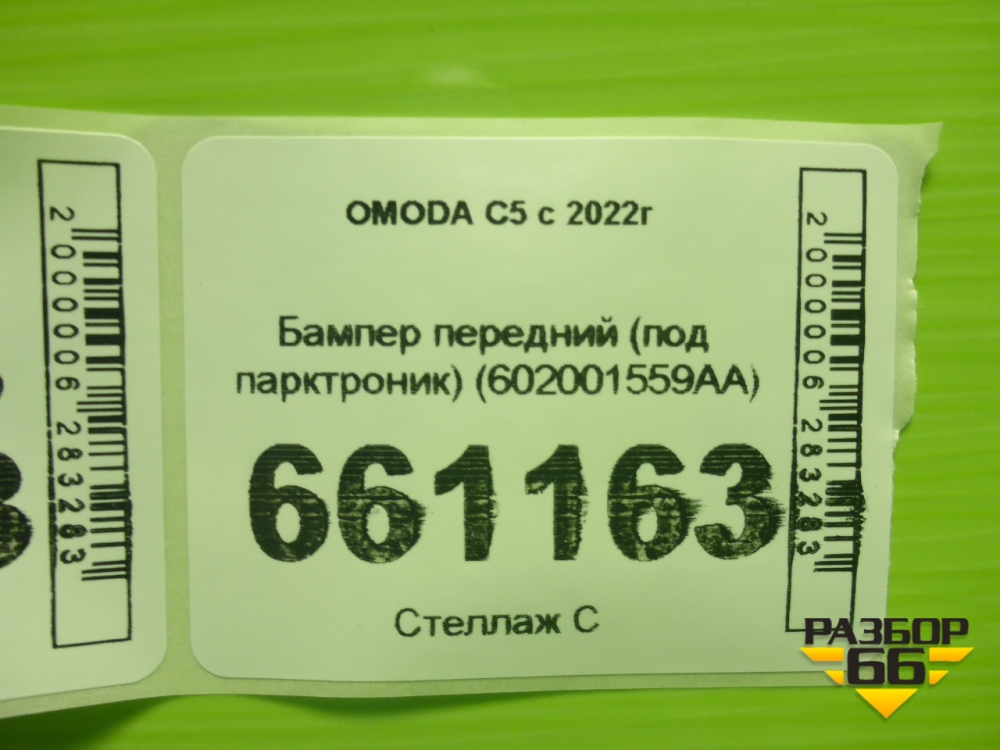 OMODA C5 с 2022г
Бампер передний (под
парктроник) (602001559AA)
661163
Стеллаж С
2000006283283
2000006283283
РАЗБОР
66